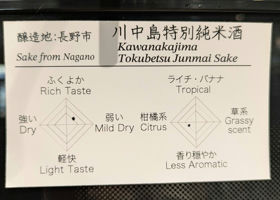 醸造地:長野市
川中島特別純米酒
Sake from Nagano
Kawanakajima
Tokubetsu Junmai Sake
ふくよか
Rich Taste
強い
Dry
弱い
Mild Dry
軽快
Light Taste
ライチ・バナナ
Tropical
柑橘系
Citrus
草系
Grassy
scent
香り穏やか
Less Aromatic